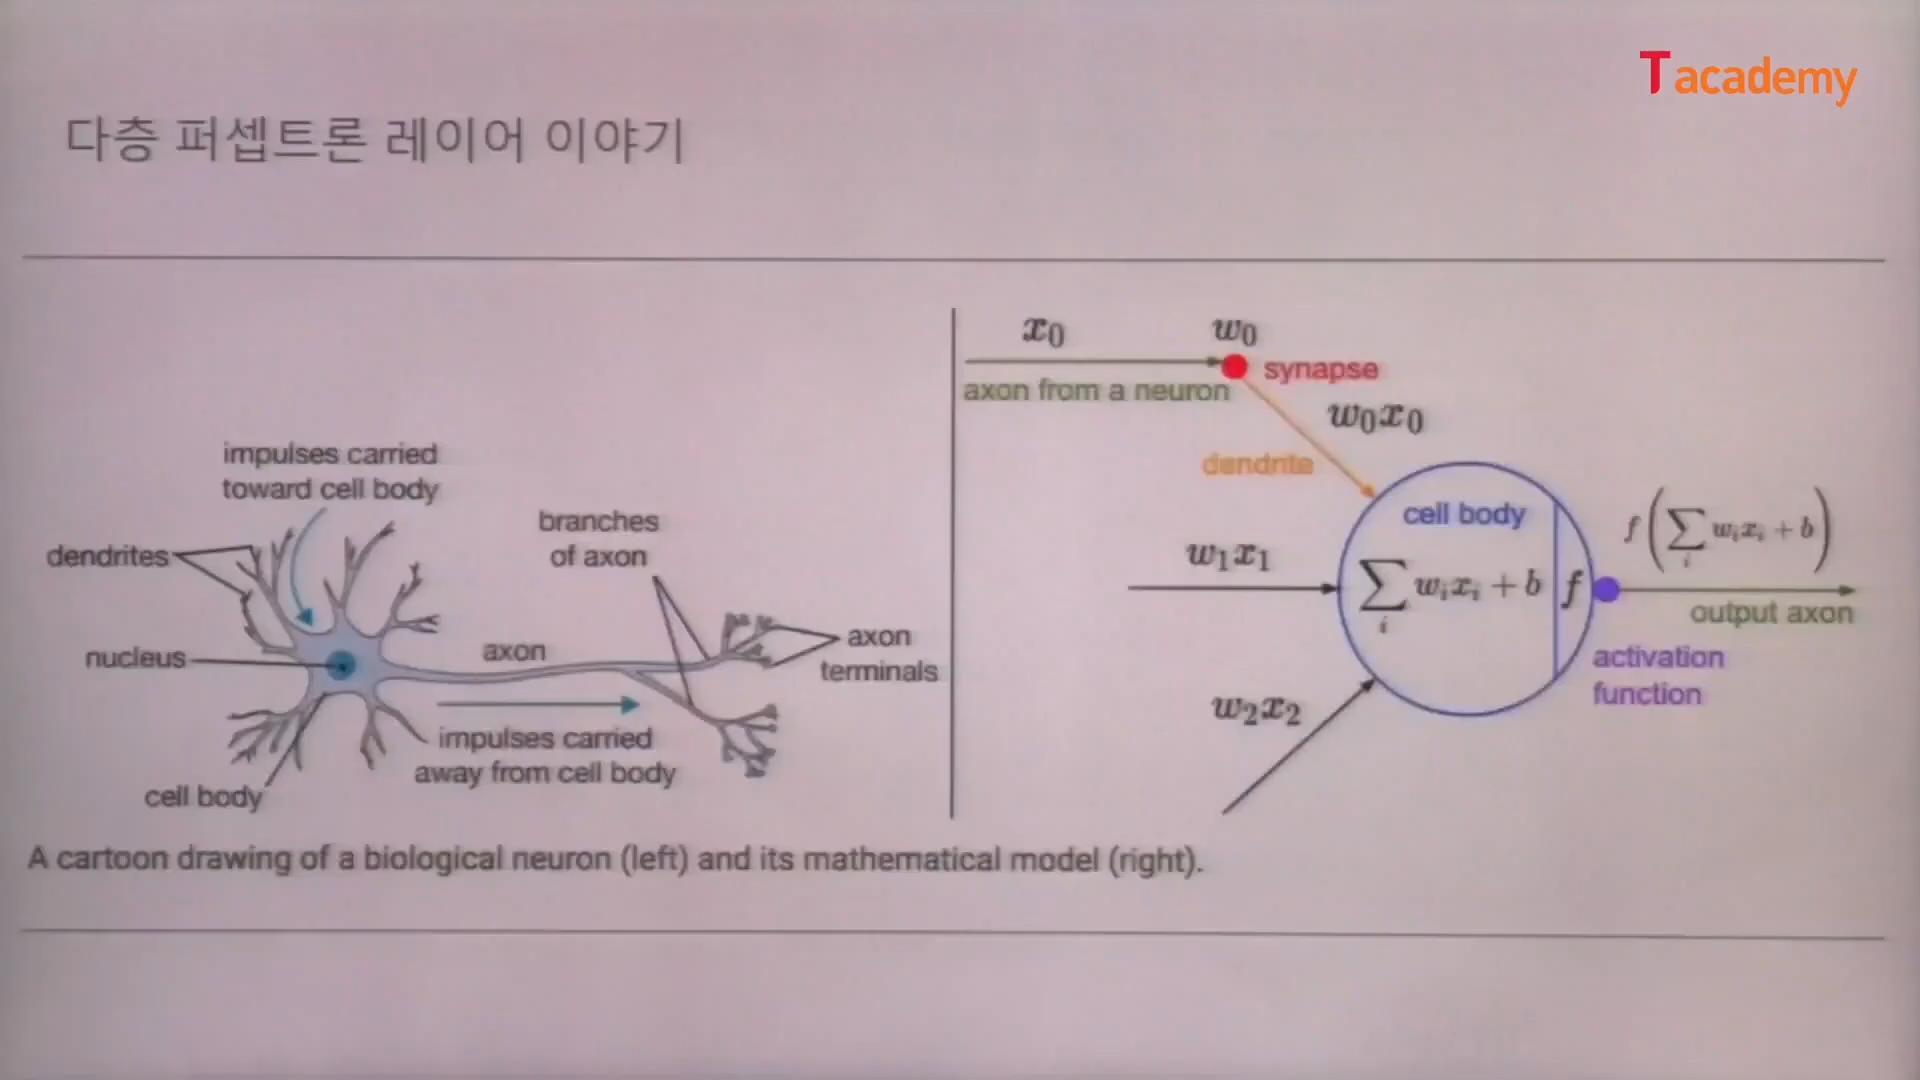 T academy
다층 퍼셉트론 레이어 이야기
impulses carried
toward cell body
dendrites
nucleus
cell body
axon
impulses carried
away from cell body
branches
of axon
axon
terminals
x₀
w₀
synapse
axon from a neuron
w₀x₀
dendrite
w₁x₁
w₂x₂
cell body
∑ᵢ wᵢxᵢ + b
f
f(∑ᵢ wᵢxᵢ + b)
output axon
activation
function
A cartoon drawing of a biological neuron (left) and its mathematical model (right).